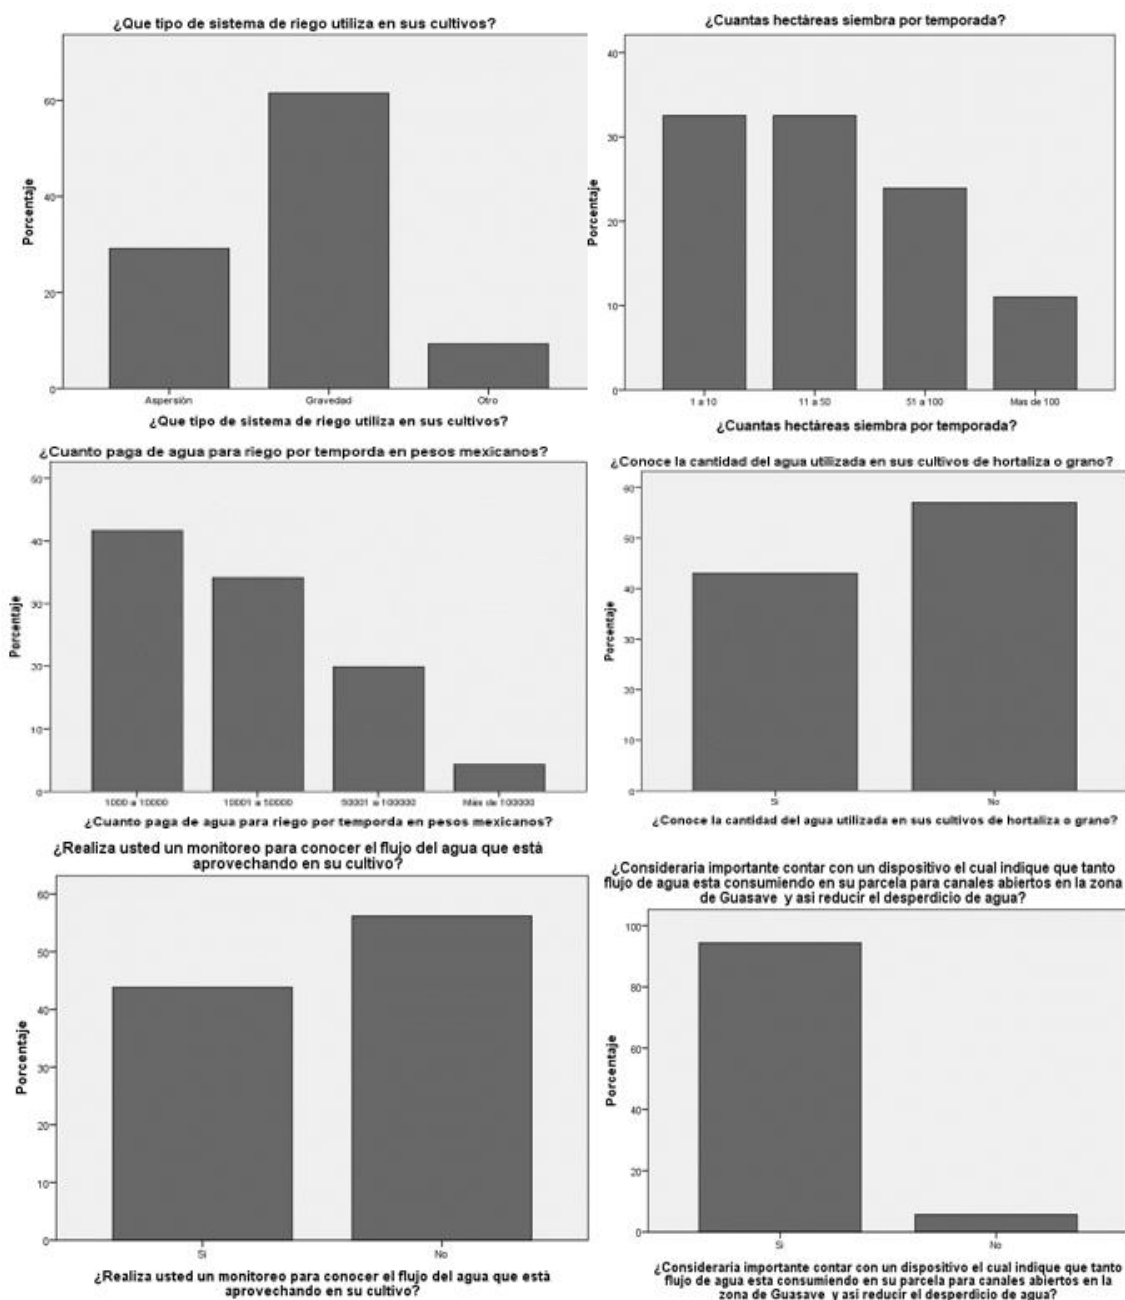 ¿Que tipo de sistema de riego utiliza en sus cultivos?
Porcentaje
60
40
20
0
Aspersión Gravedad Otro
¿Que tipo de sistema de riego utiliza en sus cultivos?
¿Cuantas hectáreas siembra por temporada?
Porcentaje
40
30
20
10
0
1 a 10 11 a 50 51 a 100 Mas de 100
¿Cuantas hectáreas siembra por temporada?
¿Cuanto paga de agua para riego por temporda en pesos mexicanos?
Porcentaje
50
40
30
20
10
0
1000 a 10000 10001 a 50000 50001 a 100000 Más de 100000
¿Cuanto paga de agua para riego por temporda en pesos mexicanos?
¿Conoce la cantidad del agua utilizada en sus cultivos de hortaliza o grano?
Porcentaje
60
50
40
30
20
10
0
Si No
¿Conoce la cantidad del agua utilizada en sus cultivos de hortaliza o grano?
¿Realiza usted un monitoreo para conocer el flujo del agua que está
aprovechando en su cultivo?
Porcentaje
60
50
40
30
20
10
0
Si No
¿Realiza usted un monitoreo para conocer el flujo del agua que está
aprovechando en su cultivo?
¿Consideraria importante contar con un dispositivo el cual indique que tanto
flujo de agua esta consumiendo en su parcela para canales abiertos en la zona
de Guasave y asi reducir el desperdicio de agua?
Porcentaje
100
80
60
40
20
0
Si No
¿Consideraria importante contar con un dispositivo el cual indique que tanto
flujo de agua esta consumiendo en su parcela para canales abiertos en la
zona de Guasave y asi reducir el desperdicio de agua?